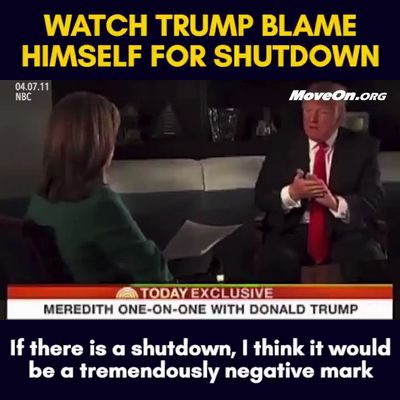 WATCH TRUMP BLAME
HIMSELF FOR SHUTDOWN
04.07.11
NBC
MoveOn.ORG
TODAY EXCLUSIVE
MEREDITH ONE-ON-ONE WITH DONALD TRUMP
If there is a shutdown, I think it would
be a tremendously negative mark